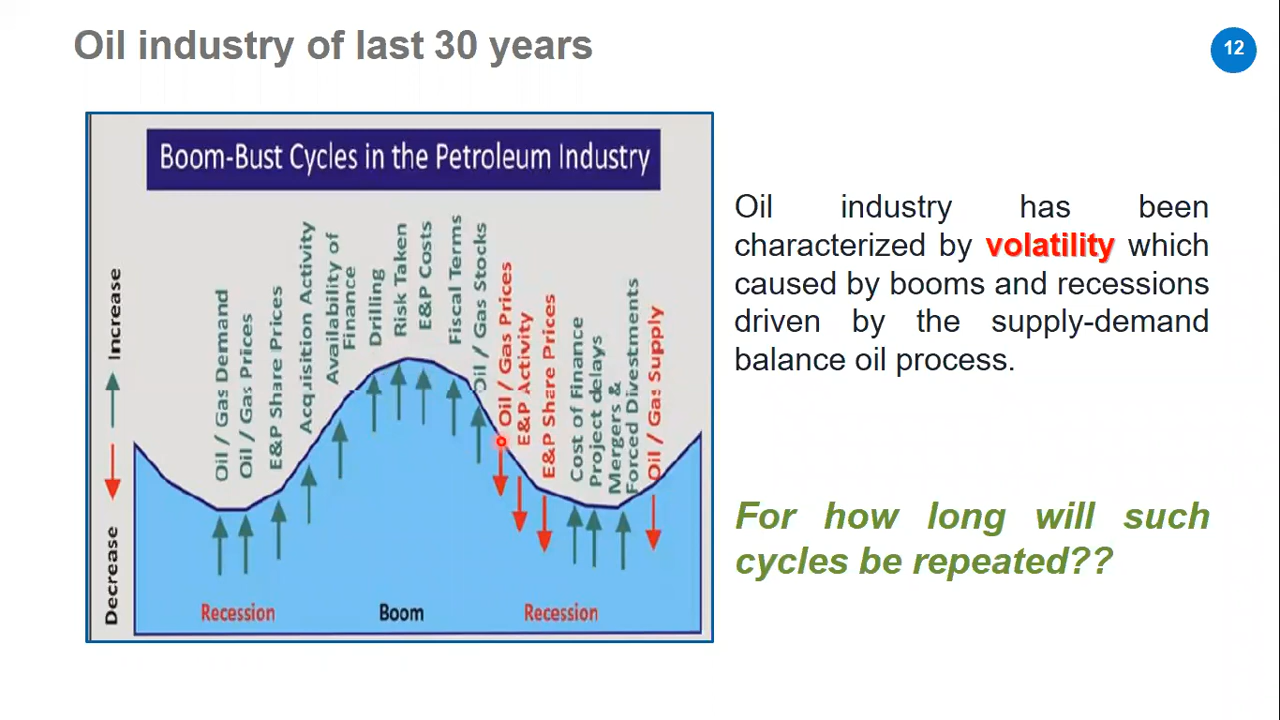 Oil industry of last 30 years
12
Boom-Bust Cycles in the Petroleum Industry
Decrease
Increase
Oil / Gas Demand
Oil / Gas Prices
E&P Share Prices
Acquisition Activity
Availability of
Finance
Drilling
Risk Taken
E&P Costs
Fiscal Terms
Oil / Gas Stocks
Oil / Gas Prices
E&P Activity
E&P Share Prices
Cost of Finance
Project delays
Mergers &
Forced Divestments
Oil / Gas Supply
Recession
Boom
Recession
Oil industry has been
characterized by volatility which
caused by booms and recessions
driven by the supply-demand
balance oil process.
For how long will such
cycles be repeated??